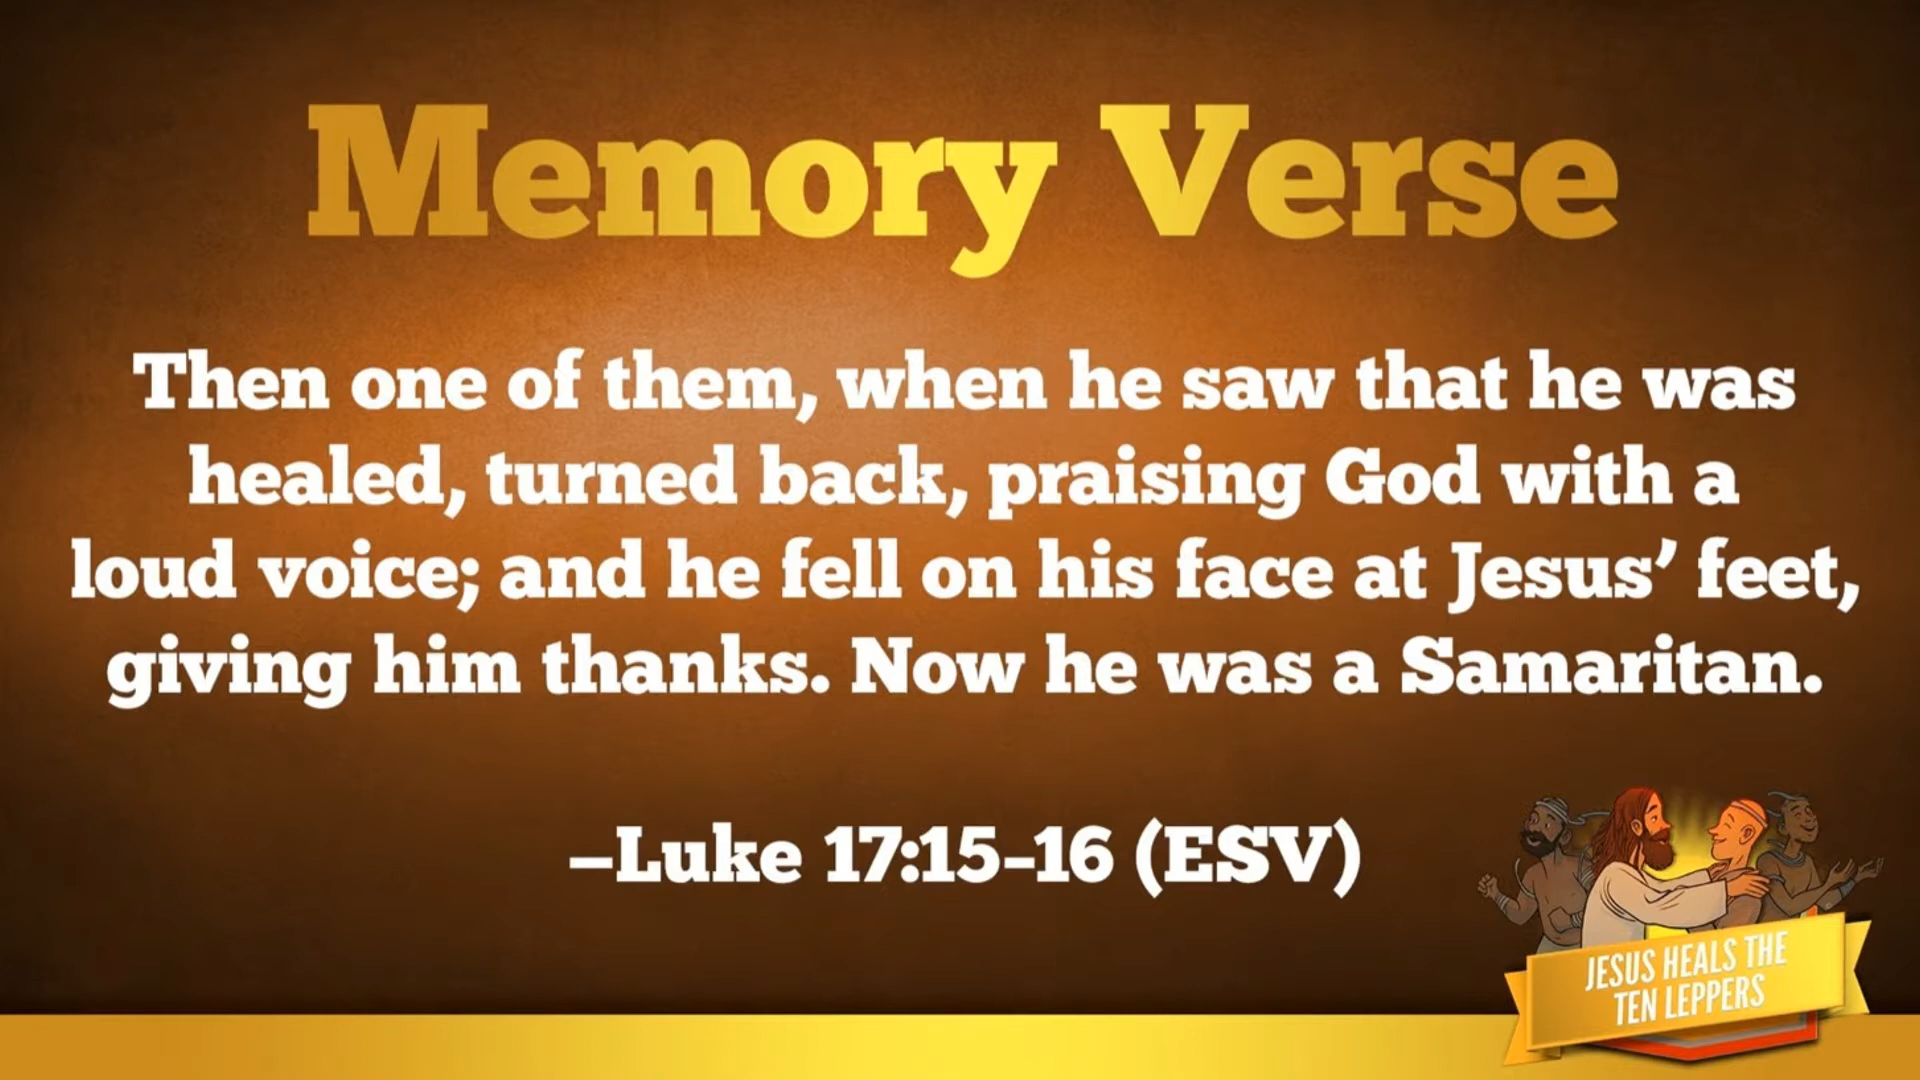 Memory Verse
Then one of them, when he saw that he was
healed, turned back, praising God with a
loud voice; and he fell on his face at Jesus’ feet,
giving him thanks. Now he was a Samaritan.
–Luke 17:15–16 (ESV)
JESUS HEALS THE
TEN LEPPERS